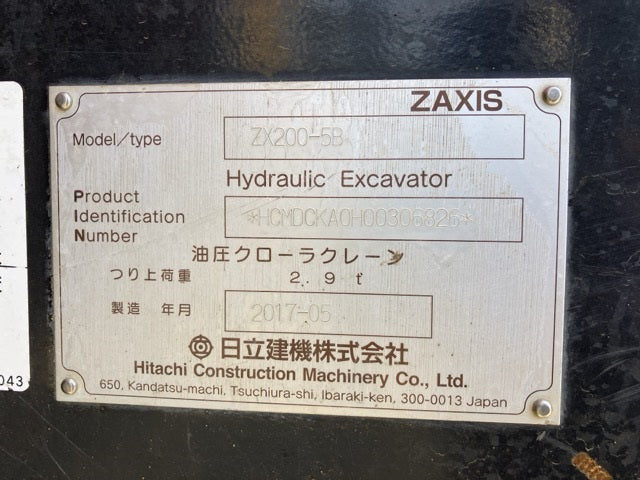 ZAXIS
Model/type ZX200-5B
Hydraulic Excavator
Product
Identification *HCMDCKA0H00306826*
Number
油圧クローラクレーン
つり上荷重 2.9t
製造 年月 2017-05
日立建機株式会社
Hitachi Construction Machinery Co., Ltd.
650, Kandatsu-machi, Tsuchiura-shi, Ibaraki-ken, 300-0013 Japan
043